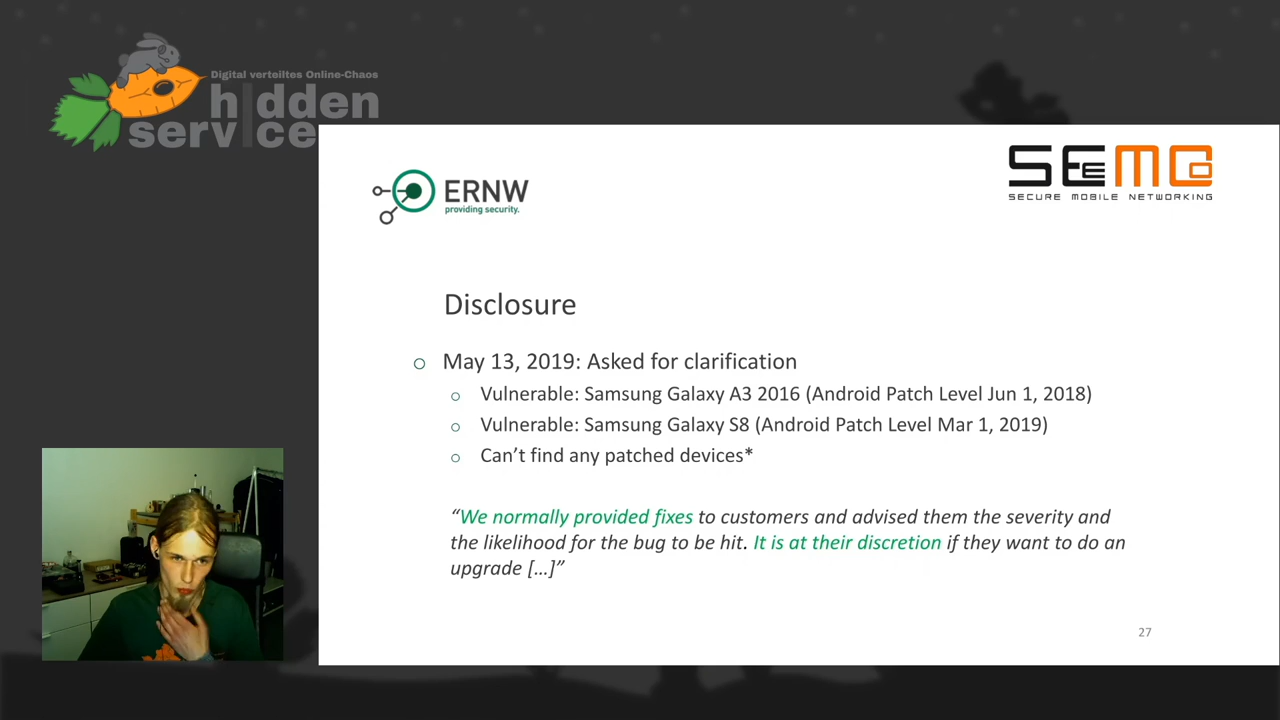 Digital verteiltes Online-Chaos
hidden
service
ERNW
providing security.
SEEMOO
SECURE MOBILE NETWORKING
Disclosure
May 13, 2019: Asked for clarification
Vulnerable: Samsung Galaxy A3 2016 (Android Patch Level Jun 1, 2018)
Vulnerable: Samsung Galaxy S8 (Android Patch Level Mar 1, 2019)
Can’t find any patched devices*
“We normally provided fixes to customers and advised them the severity and
the likelihood for the bug to be hit. It is at their discretion if they want to do an
upgrade […]”
27